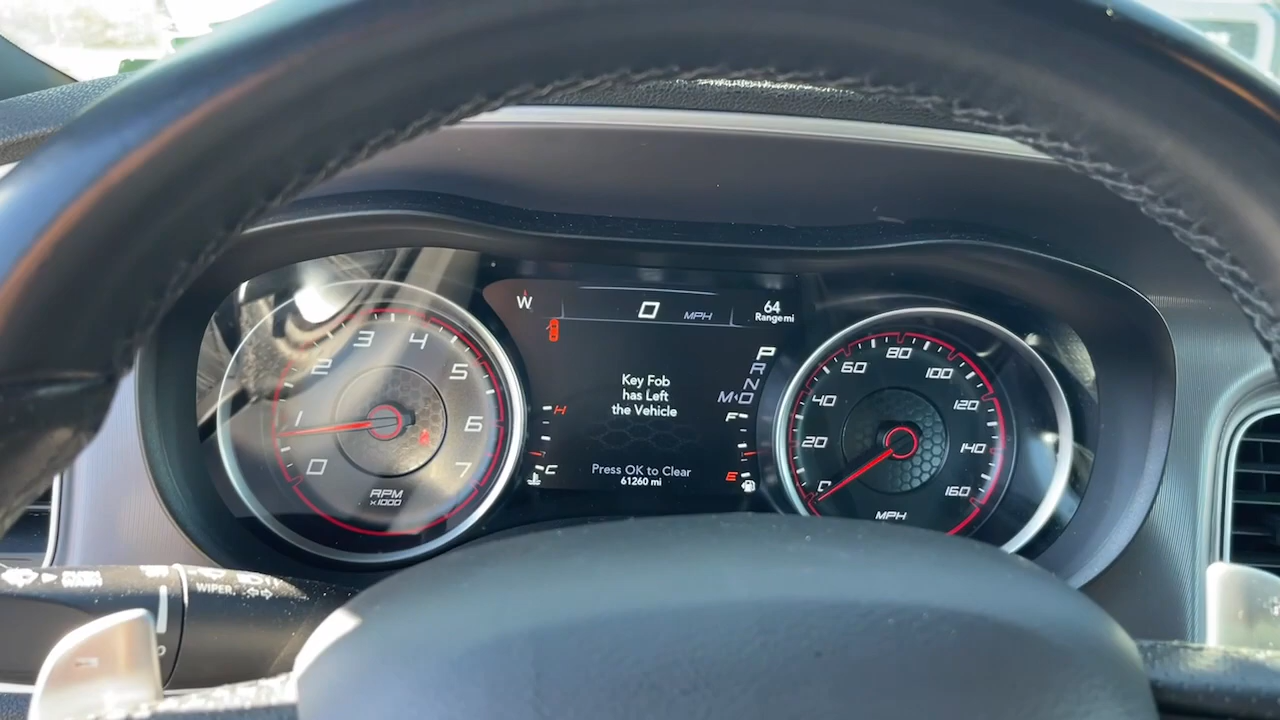 W
0 MPH
64
Range mi
P
R
N
M D
Key Fob
has Left
the Vehicle
Press OK to Clear
61260 mi
H
C
F
E
0
1
2
3
4
5
6
7
RPM
x1000
0
20
40
60
80
100
120
140
160
MPH
WIPER